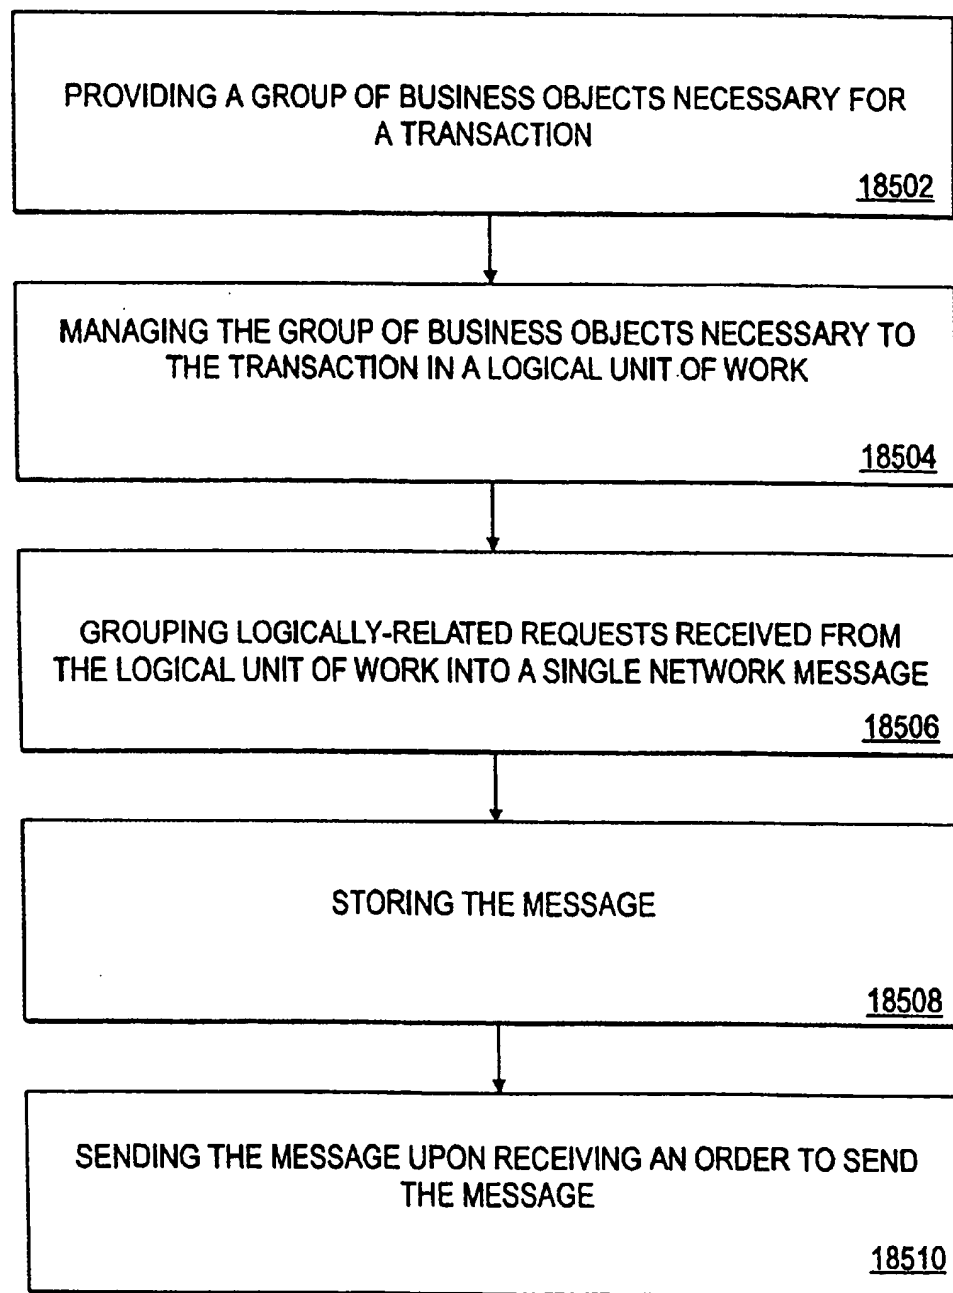 PROVIDING A GROUP OF BUSINESS OBJECTS NECESSARY FOR
A TRANSACTION
18502
MANAGING THE GROUP OF BUSINESS OBJECTS NECESSARY TO
THE TRANSACTION IN A LOGICAL UNIT OF WORK
18504
GROUPING LOGICALLY-RELATED REQUESTS RECEIVED FROM
THE LOGICAL UNIT OF WORK INTO A SINGLE NETWORK MESSAGE
18506
STORING THE MESSAGE
18508
SENDING THE MESSAGE UPON RECEIVING AN ORDER TO SEND
THE MESSAGE
18510